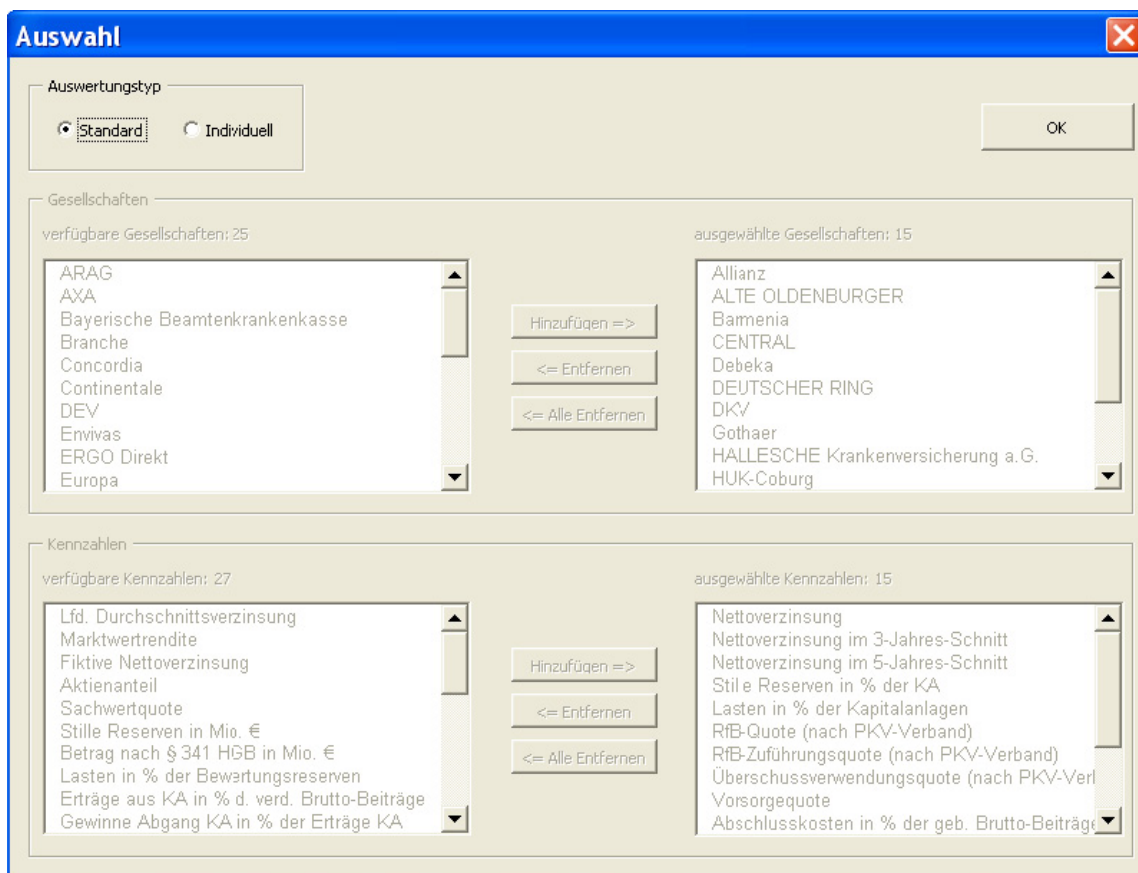 Auswahl
Auswertungstyp
Standard
Individuell
OK
Gesellschaften
verfügbare Gesellschaften: 25
ARAG
AXA
Bayerische Beamtenkrankenkasse
Branche
Concordia
Continentale
DEV
Envivas
ERGO Direkt
Europa
Hinzufügen =>
<= Entfernen
<= Alle Entfernen
ausgewählte Gesellschaften: 15
Allianz
ALTE OLDENBURGER
Barmenia
CENTRAL
Debeka
DEUTSCHER RING
DKV
Gothaer
HALLESCHE Krankenversicherung a.G.
HUK-Coburg
Kennzahlen
verfügbare Kennzahlen: 27
Lfd. Durchschnittsverzinsung
Marktwertrendite
Fiktive Nettoverzinsung
Aktienanteil
Sachwertquote
Stille Reserven in Mio. €
Betrag nach § 341 HGB in Mio. €
Lasten in % der Bewertungsreserven
Erträge aus KA in % d. verd. Brutto-Beiträge
Gewinne Abgang KA in % der Erträge KA
Hinzufügen =>
<= Entfernen
<= Alle Entfernen
ausgewählte Kennzahlen: 15
Nettoverzinsung
Nettoverzinsung im 3-Jahres-Schnitt
Nettoverzinsung im 5-Jahres-Schnitt
Stille Reserven in % der KA
Lasten in % der Kapitalanlagen
RfB-Quote (nach PKV-Verband)
RfB-Zuführungsquote (nach PKV-Verband)
Überschussverwendungsquote (nach PKV-Verl
Vorsorgequote
Abschlusskosten in % der geb. Brutto-Beiträge